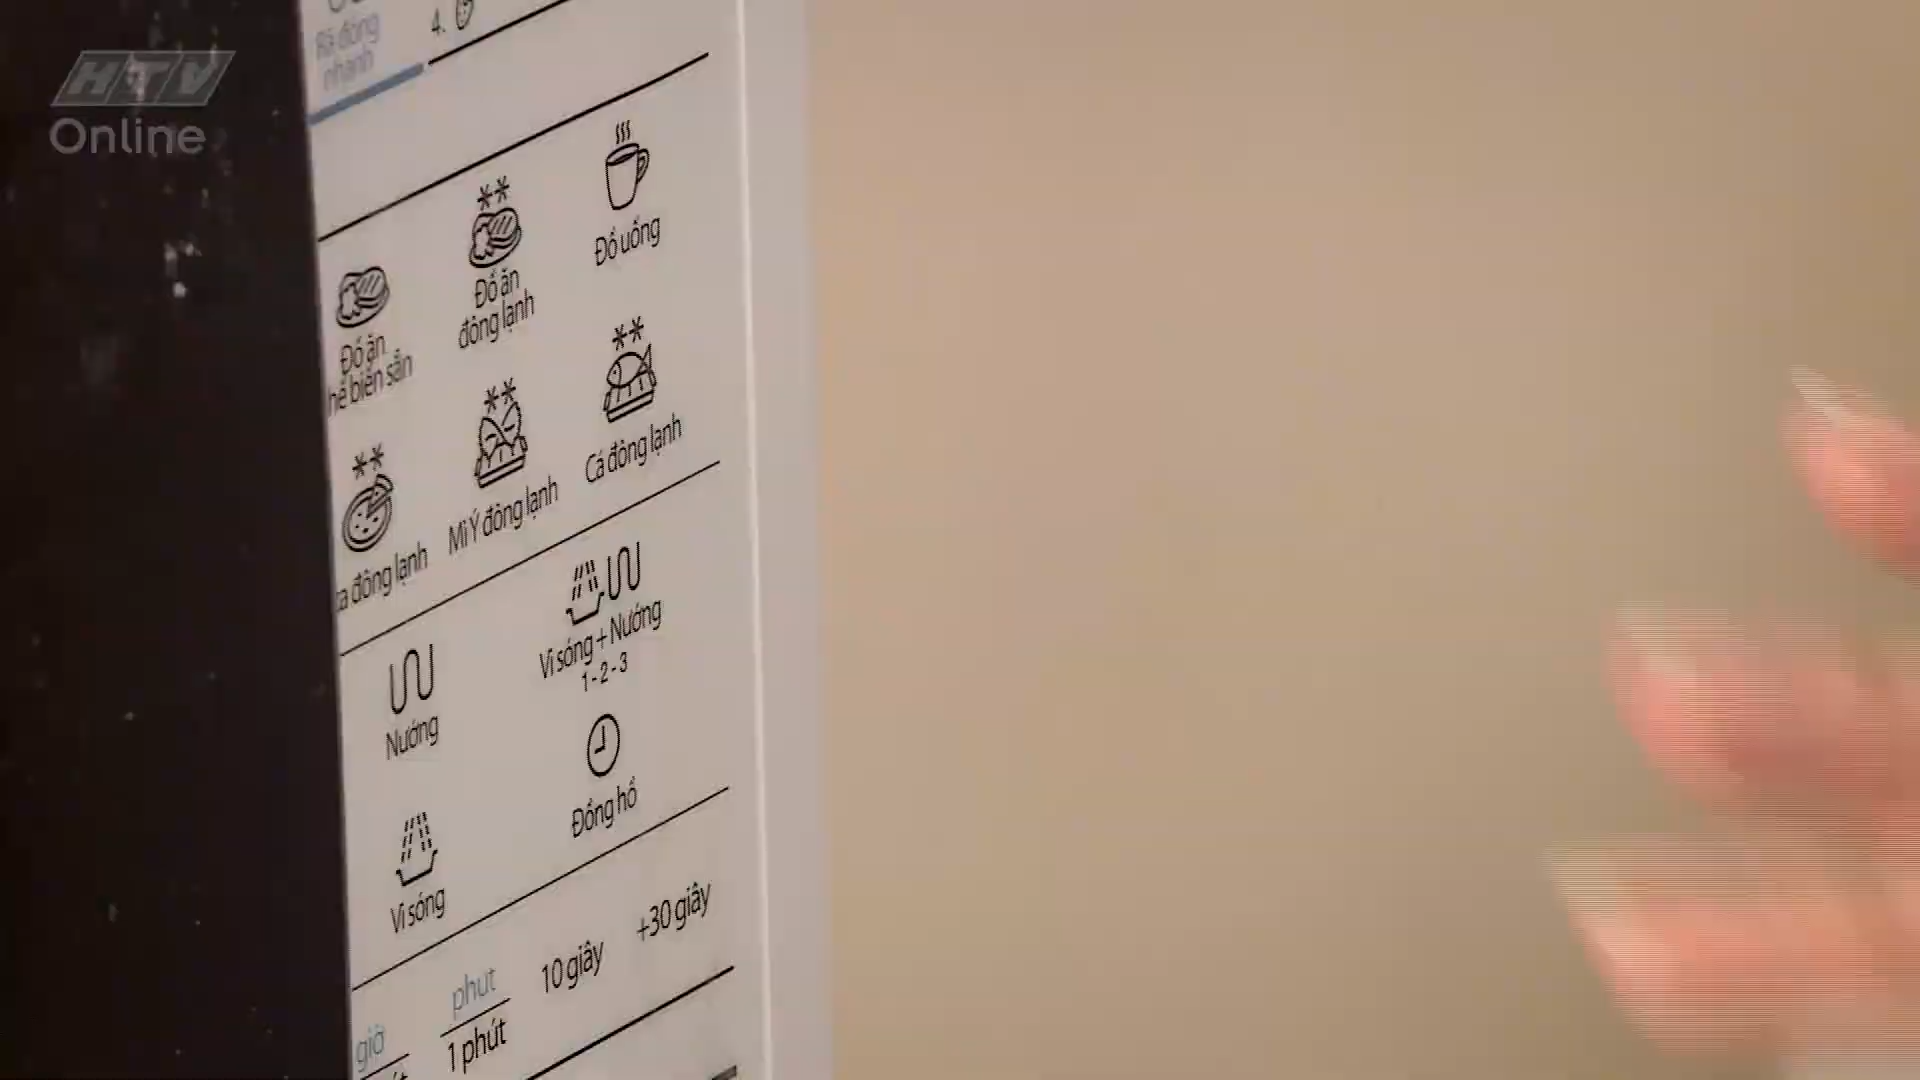 HTV
Online
Rã đông
nhanh
4.
Đồ uống
Đồ ăn
đông lạnh
Đồ ăn
biến sẵn
Cá đông lạnh
Mì Ý đông lạnh
đông lạnh
Vi sóng + Nướng
1 - 2 - 3
Nướng
Đồng hồ
Vi sóng
+30 giây
10 giây
phút
1 phút
giờ